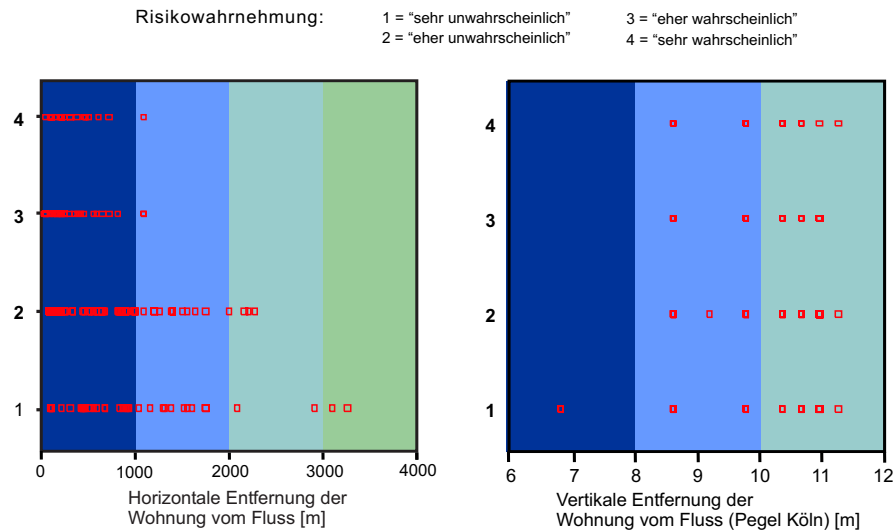 Risikowahrnehmung:
1 = “sehr unwahrscheinlich”
2 = “eher unwahrscheinlich”
3 = “eher wahrscheinlich”
4 = “sehr wahrscheinlich”
4
3
2
1
0 1000 2000 3000 4000
Horizontale Entfernung der
Wohnung vom Fluss [m]
4
3
2
1
6 7 8 9 10 11 12
Vertikale Entfernung der
Wohnung vom Fluss (Pegel Köln) [m]